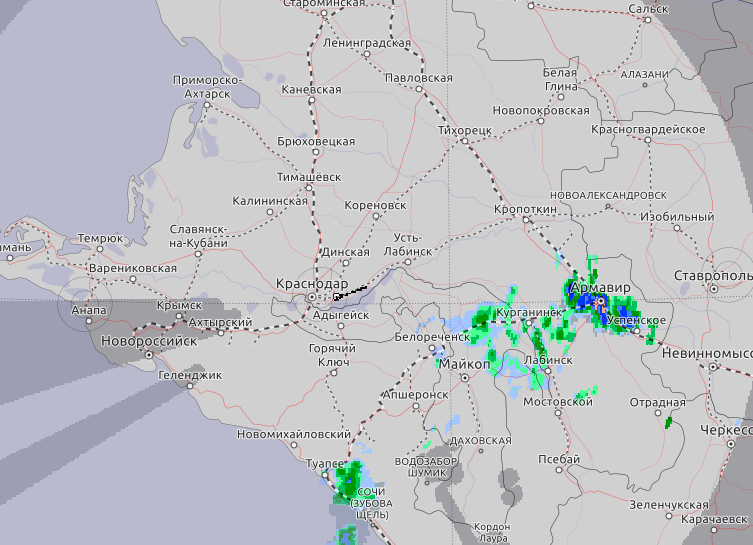 Староминская
Сальск
Ленинградская
Приморско-
Ахтарск
Каневская
Павловская
Белая
Глина
АЛАЗАНИ
Новопокровская
Тихорецк
Красногвардейское
Брюховецкая
Тимашёвск
Калининская
Кореновск
НОВОАЛЕКСАНДРОВСК
Кропоткин
Изобильный
Темрюк
Славянск-
на-Кубани
Усть-
Лабинск
Динская
Варениковская
Ставрополь
Краснодар
Армавир
Анапа
Крымск
Ахтырский
Адыгейск
Курганинск
Успенское
Новороссийск
Белореченск
Горячий
Ключ
Майкоп
Лабинск
Невинномысс
Геленджик
Апшеронск
Мостовской
Отрадная
Новомихайловский
ДАХОВСКАЯ
Черкесс
Туапсе
ВОДОЗАБОР
ШУМИК
Псебай
СОЧИ
(ЗУБОВА
ЩЕЛЬ)
Зеленчукская
Карачаевск
Кордон
Лаура